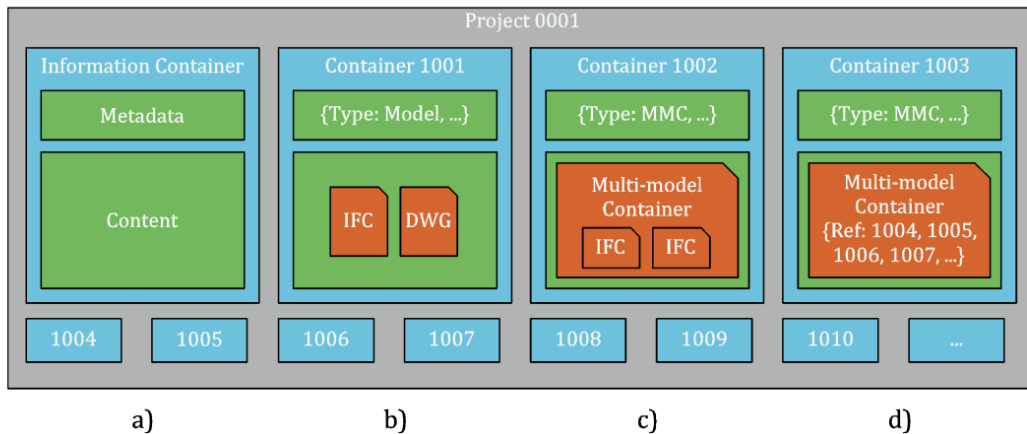 Project 0001
Information Container
Metadata
Content
Container 1001
{Type: Model, ...}
IFC
DWG
Container 1002
{Type: MMC, ...}
Multi-model
Container
IFC
IFC
Container 1003
{Type: MMC, ...}
Multi-model
Container
{Ref: 1004, 1005,
1006, 1007, ...}
1004
1005
1006
1007
1008
1009
1010
...
a)
b)
c)
d)